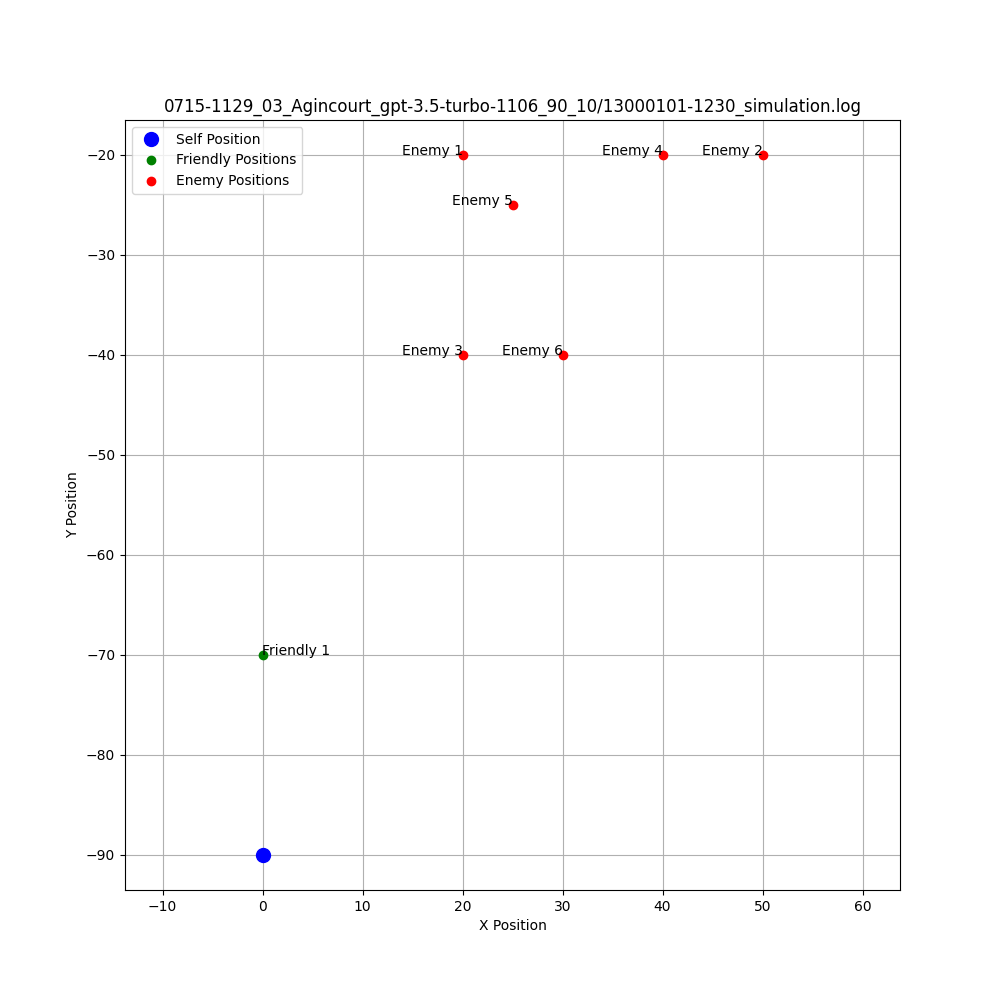 0715-1129_03_Agincourt_gpt-3.5-turbo-1106_90_10/13000101-1230_simulation.log
Self Position
Friendly Positions
Enemy Positions
Enemy 1
Enemy 4
Enemy 2
Enemy 5
Enemy 3
Enemy 6
Friendly 1
−20
−30
−40
−50
−60
−70
−80
−90
Y Position
−10 0 10 20 30 40 50 60
X Position